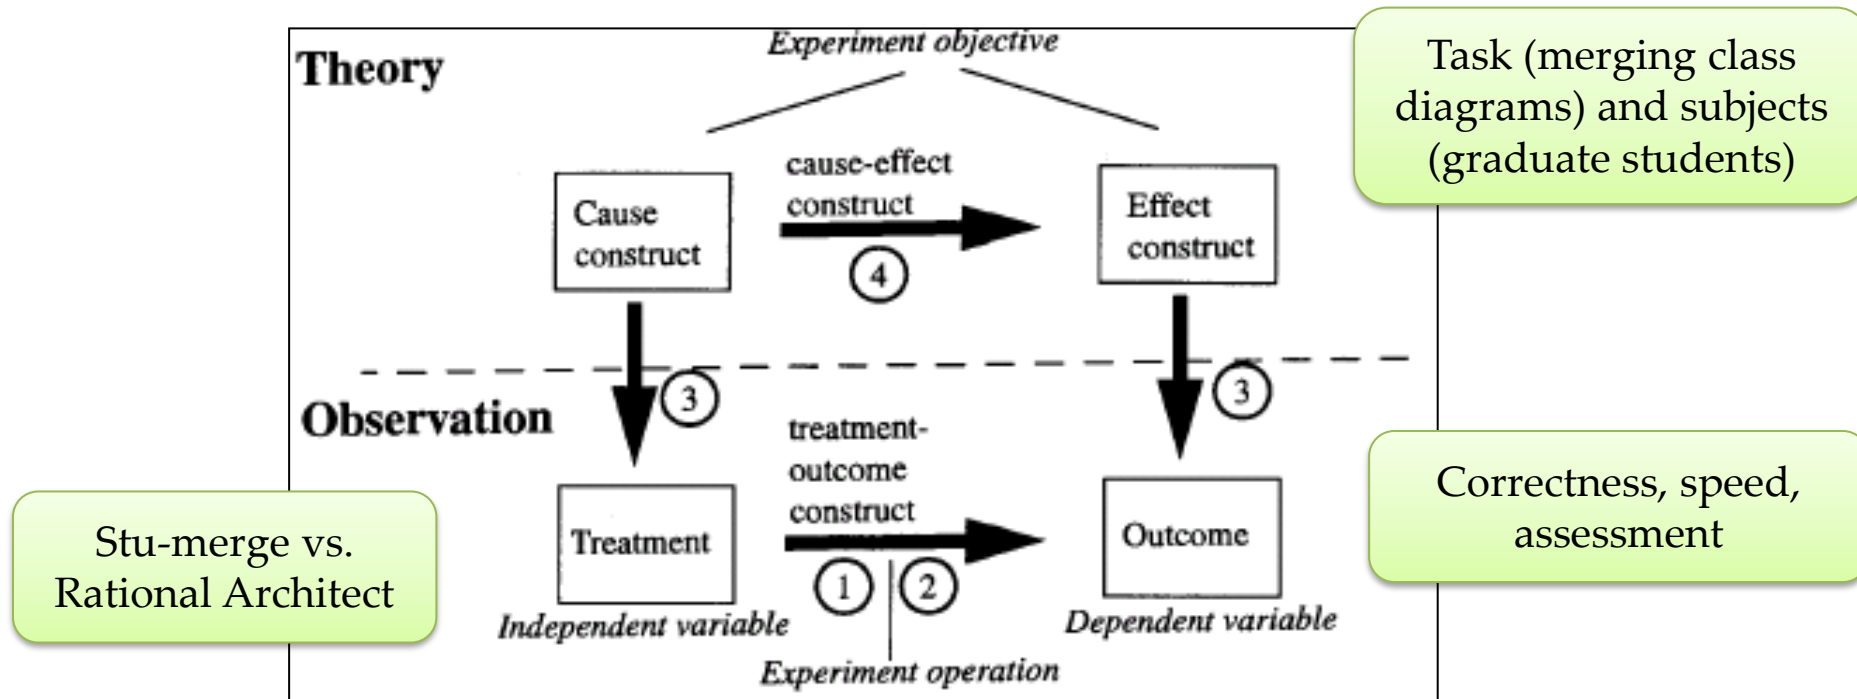 Experiment objective
Theory
Task (merging class
diagrams) and subjects
(graduate students)
cause-effect
construct
Cause
construct
Effect
construct
4
3
3
Observation
treatment-
outcome
construct
Correctness, speed,
assessment
Stu-merge vs.
Rational Architect
Treatment
Outcome
1
2
Independent variable
Dependent variable
Experiment operation